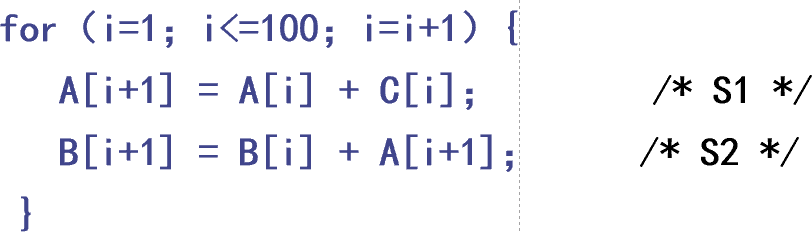 for (i=1; i<=100; i=i+1) {
A[i+1] = A[i] + C[i]; /* S1 */
B[i+1] = B[i] + A[i+1]; /* S2 */
}